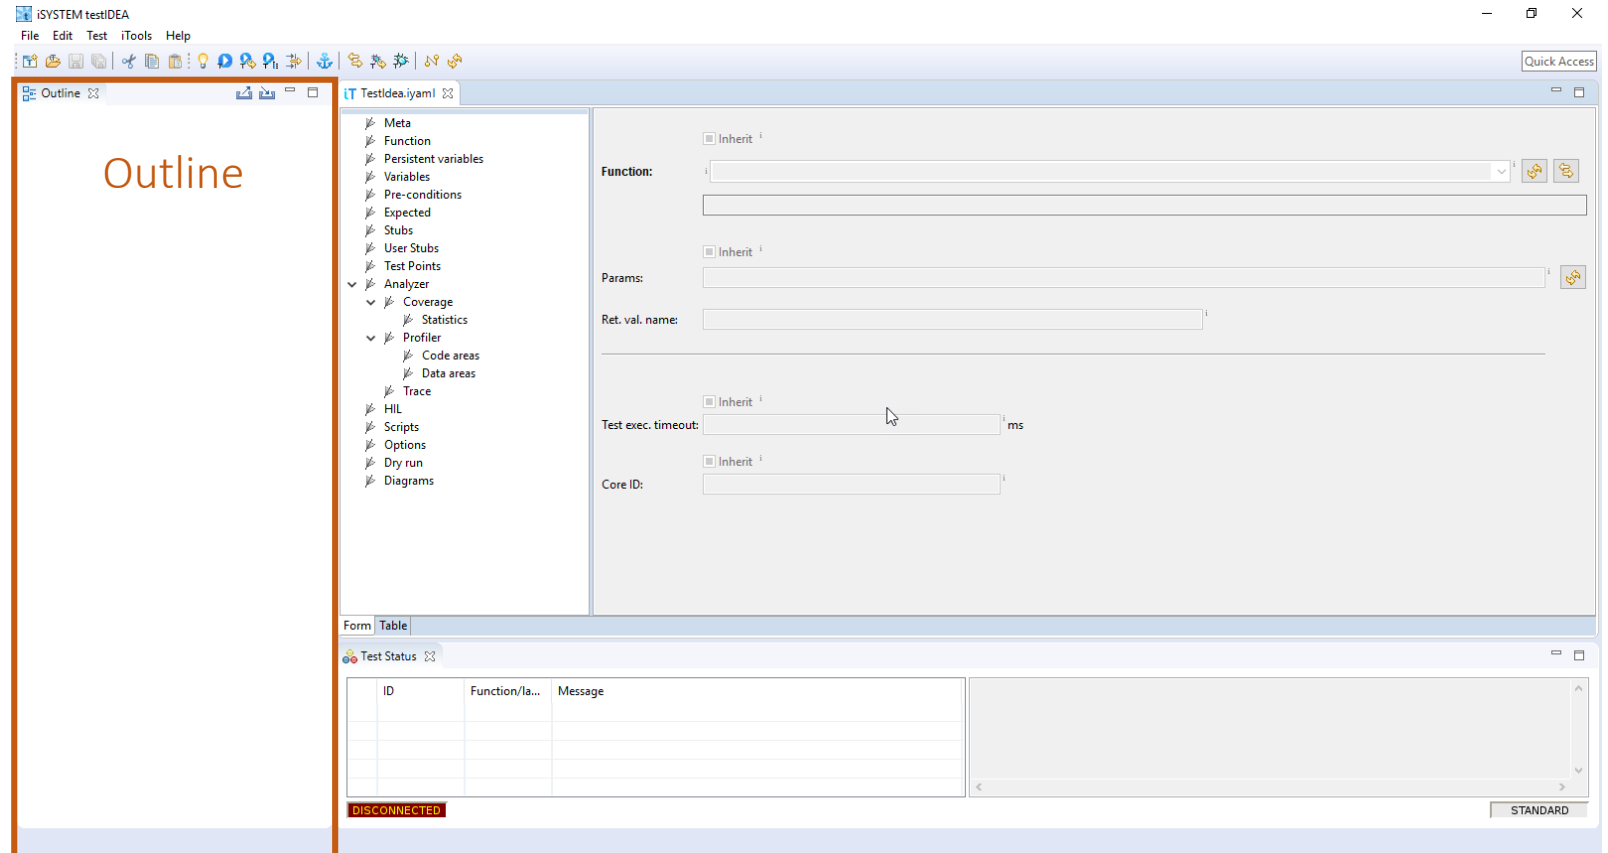 iSYSTEM testIDEA
File Edit Test iTools Help
Quick Access
Outline
Outline
iT TestIdea.iyaml
Meta
Function
Persistent variables
Variables
Pre-conditions
Expected
Stubs
User Stubs
Test Points
Analyzer
Coverage
Statistics
Profiler
Code areas
Data areas
Trace
HIL
Scripts
Options
Dry run
Diagrams
Inherit i
Function: i i
Inherit i
Params: i
Ret. val. name: i
Inherit i
Test exec. timeout: i ms
Inherit i
Core ID: i
Form Table
Test Status
ID Function/la... Message
DISCONNECTED
STANDARD